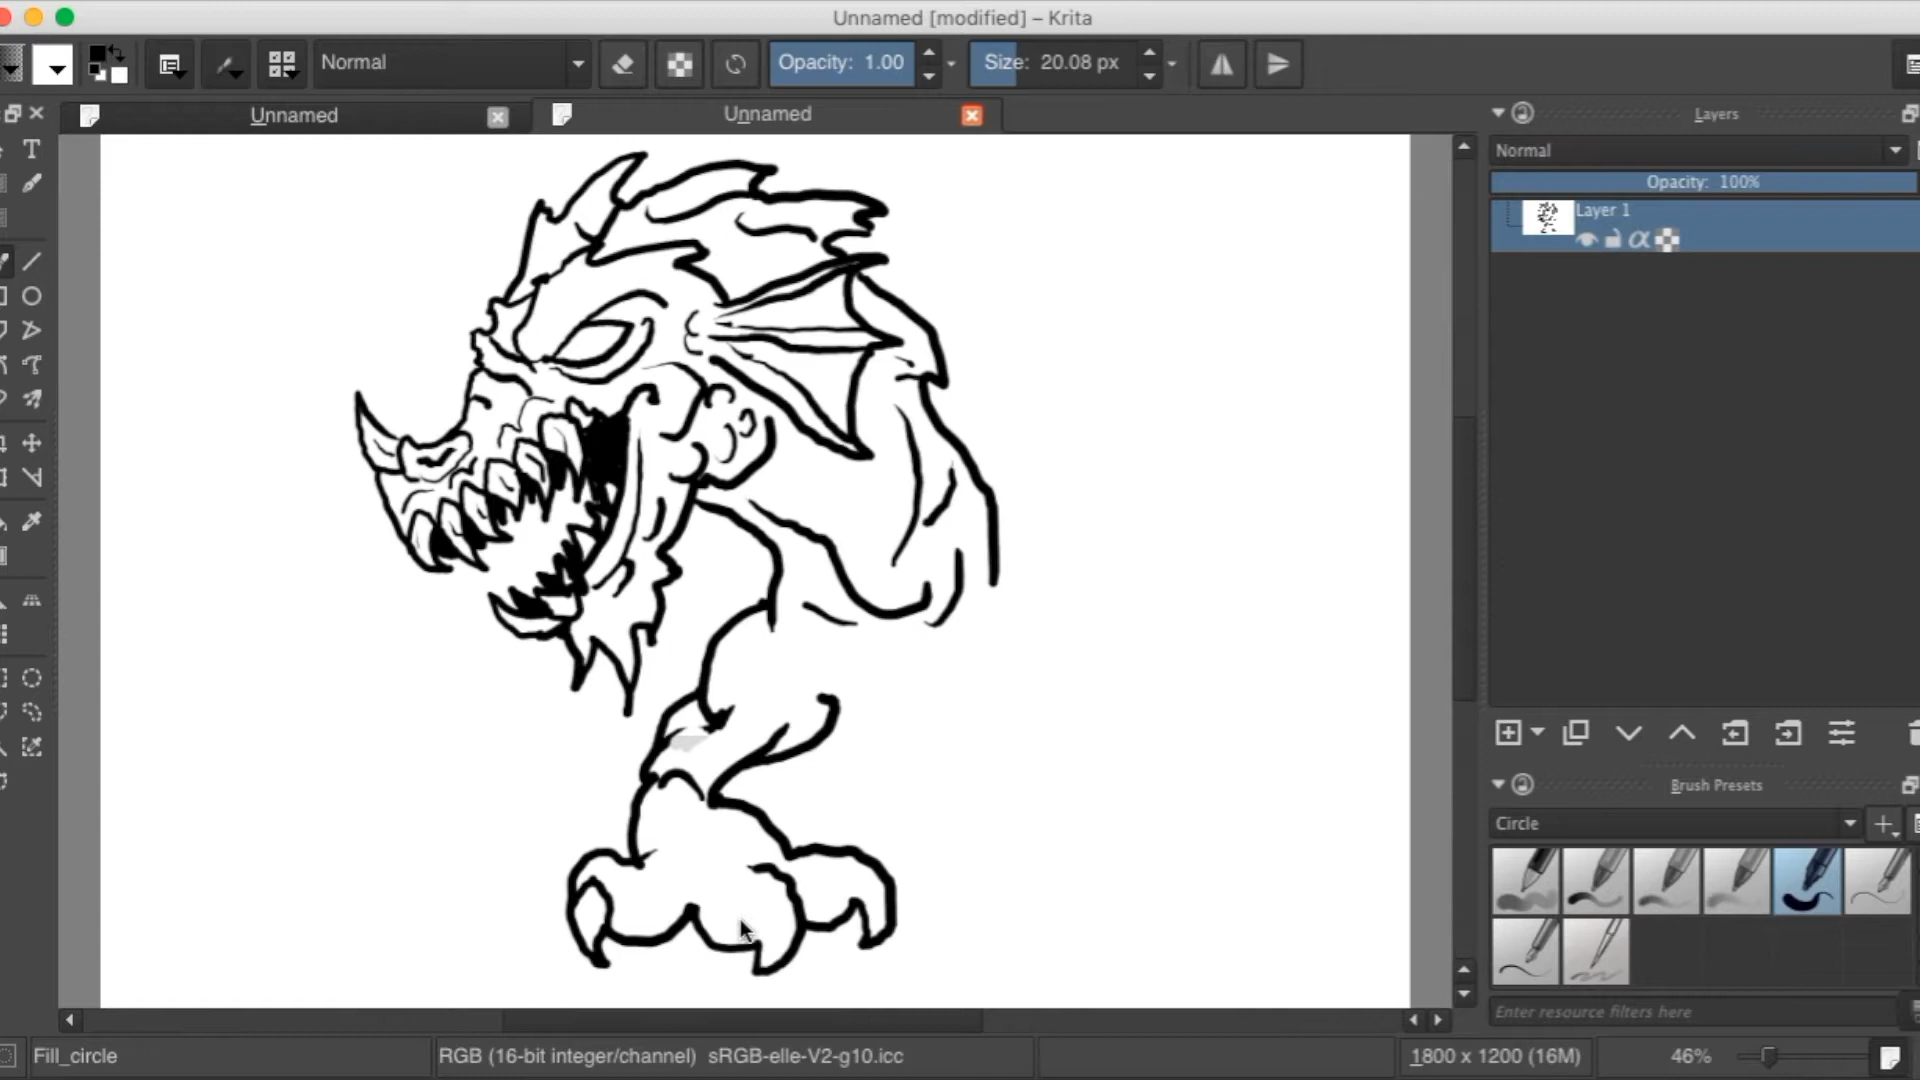 Unnamed [modified] – Krita
Normal
Opacity: 1.00
Size: 20.08 px
Unnamed
Unnamed
Layers
Normal
Opacity: 100%
Layer 1
Brush Presets
Circle
Enter resource filters here
Fill_circle
RGB (16-bit integer/channel) sRGB-elle-V2-g10.icc
1800 x 1200 (16M)
46%